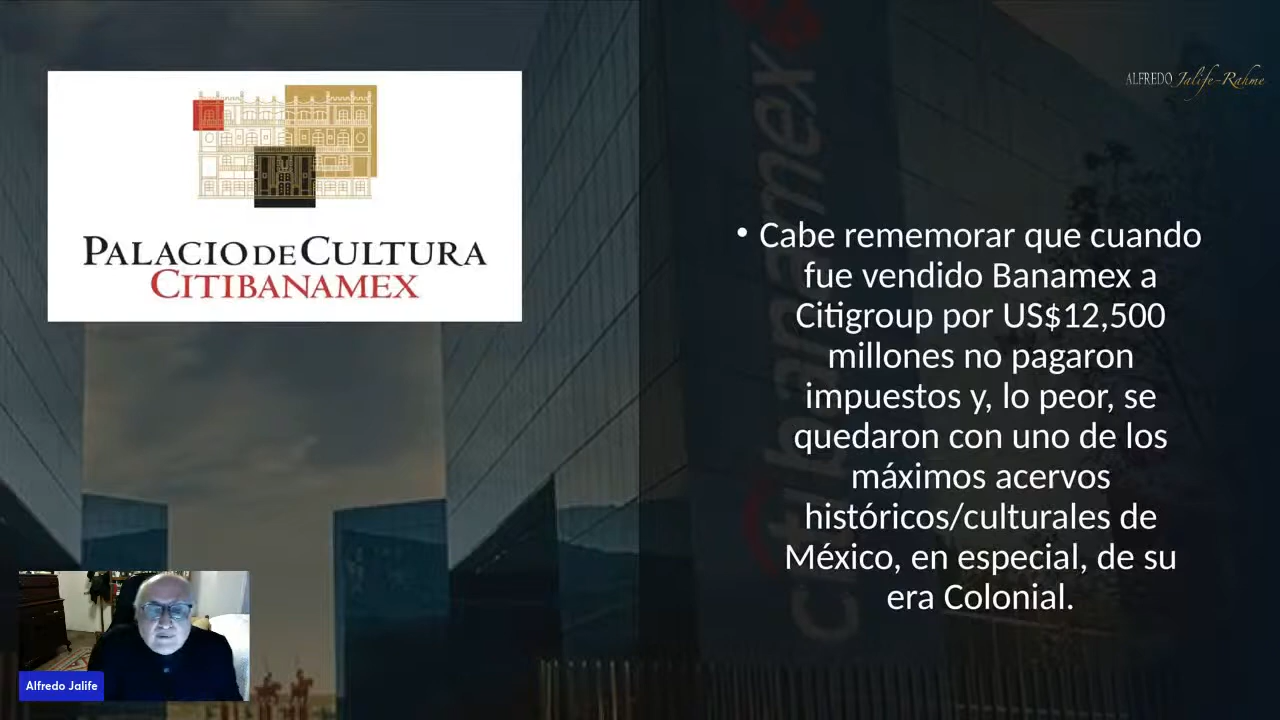 ALFREDO Jalife-Rahme
PALACIO DE CULTURA
CITIBANAMEX
citibanamex
• Cabe rememorar que cuando
fue vendido Banamex a
Citigroup por US$12,500
millones no pagaron
impuestos y, lo peor, se
quedaron con uno de los
máximos acervos
históricos/culturales de
México, en especial, de su
era Colonial.
Alfredo Jalife